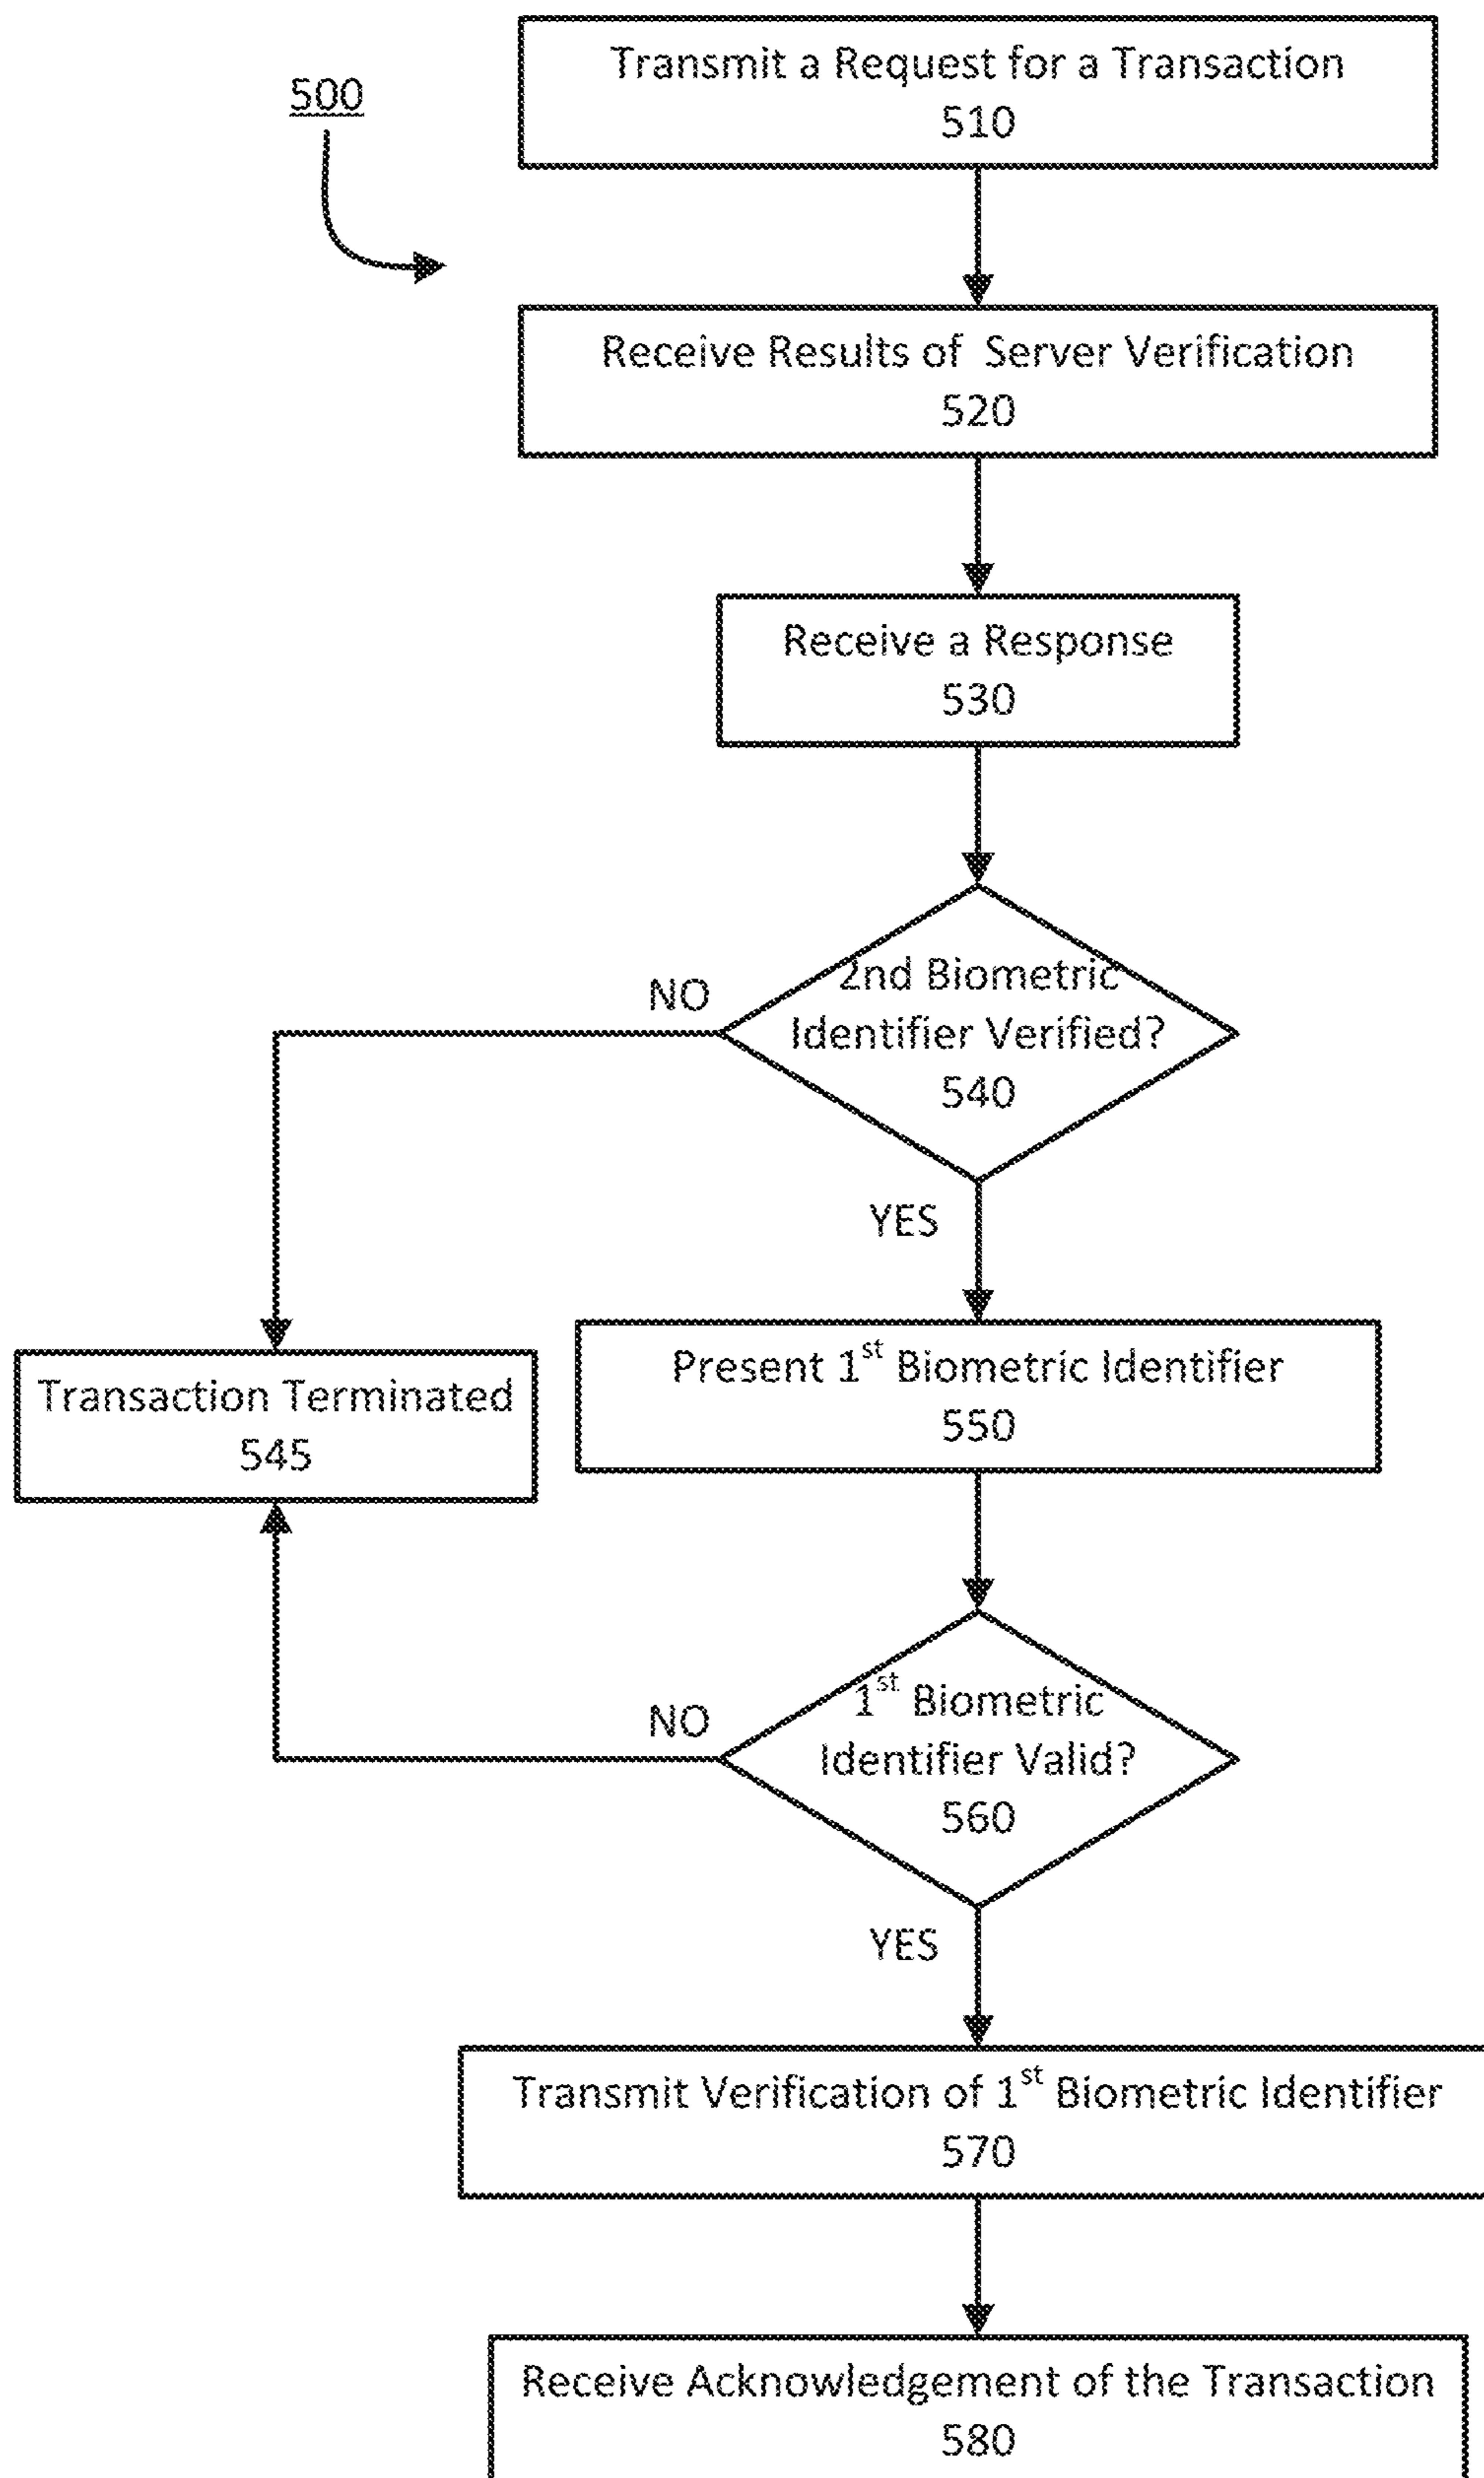 Transmit a Request for a Transaction
510
500
Receive Results of Server Verification
520
Receive a Response
530
2nd Biometric
Identifier Verified?
540
NO
YES
Present 1st Biometric Identifier
550
Transaction Terminated
545
1st Biometric
Identifier Valid?
560
NO
YES
Transmit Verification of 1st Biometric Identifier
570
Receive Acknowledgement of the Transaction
580